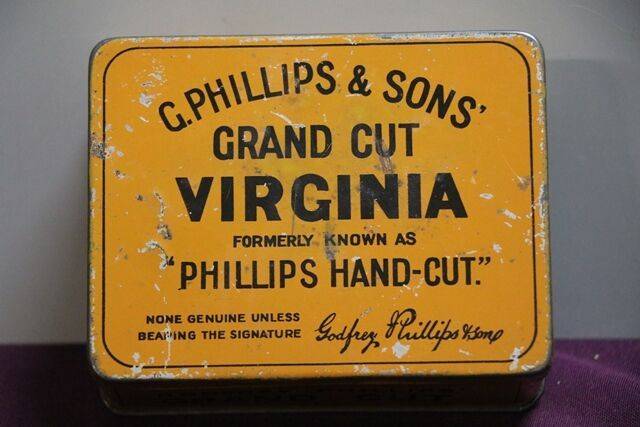 G. PHILLIPS & SONS'
GRAND CUT
VIRGINIA
FORMERLY KNOWN AS
"PHILLIPS HAND-CUT."
NONE GENUINE UNLESS
BEARING THE SIGNATURE
Godfrey Phillips & Sons